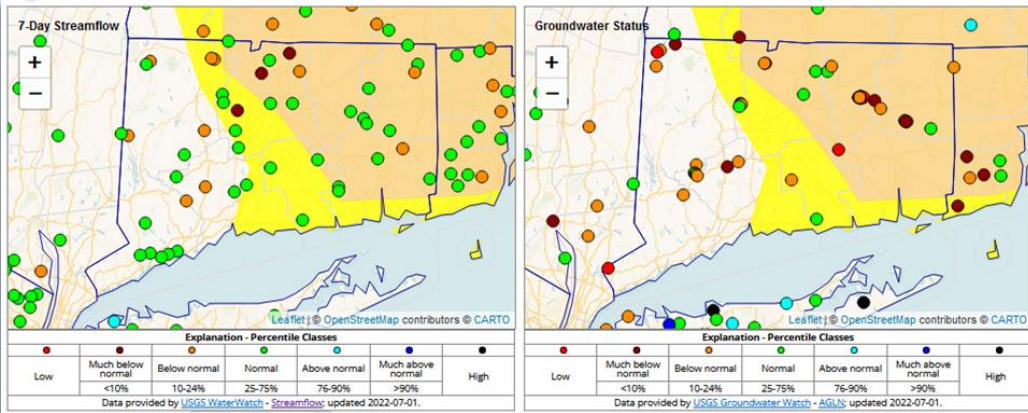 7-Day Streamflow
+
−
Leaflet | © OpenStreetMap contributors © CARTO
Explanation - Percentile Classes
Low
Much below normal
Below normal
Normal
Above normal
Much above normal
High
<10%
10-24%
25-75%
76-90%
>90%
Data provided by USGS WaterWatch - Streamflow; updated 2022-07-01.
Groundwater Status
+
−
Leaflet | © OpenStreetMap contributors © CARTO
Explanation - Percentile Classes
Low
Much below normal
Below normal
Normal
Above normal
Much above normal
High
<10%
10-24%
25-75%
76-90%
>90%
Data provided by USGS Groundwater Watch - AGLN; updated 2022-07-01.